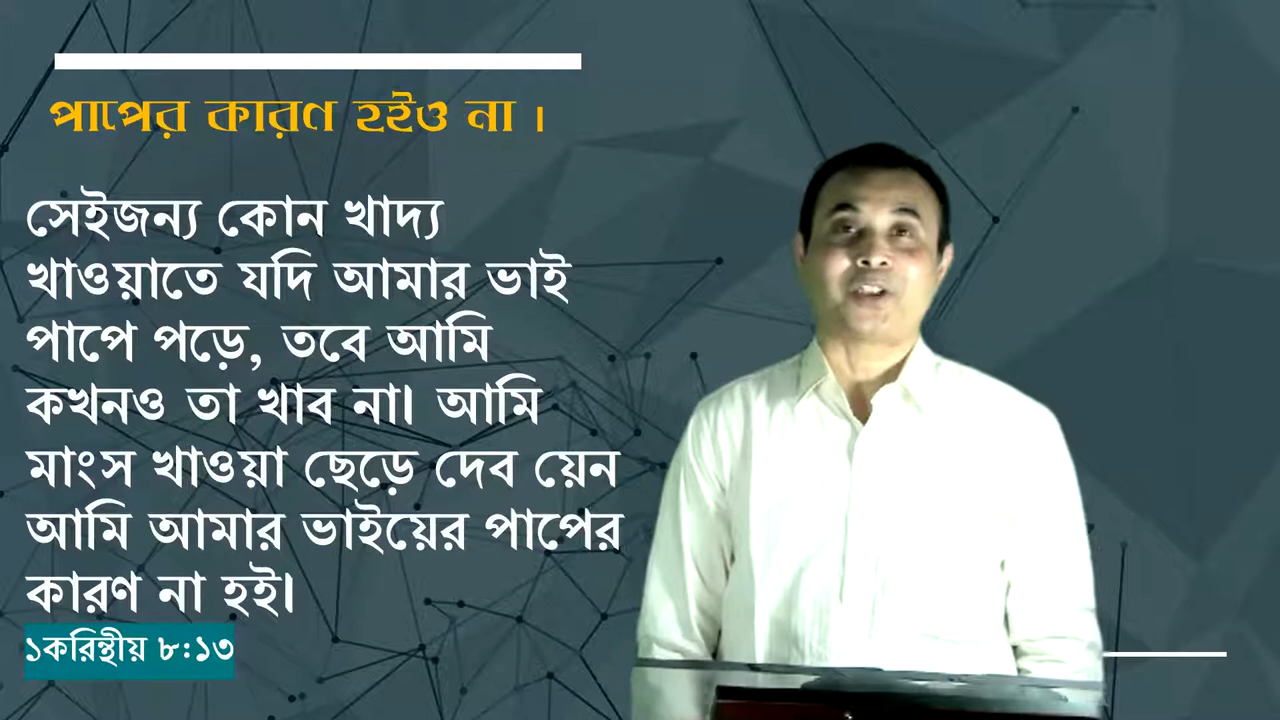 পাপের কারণ হইও না ।
সেইজন্য কোন খাদ্য
খাওয়াতে যদি আমার ভাই
পাপে পড়ে, তবে আমি
কখনও তা খাব না। আমি
মাংস খাওয়া ছেড়ে দেব য়েন
আমি আমার ভাইয়ের পাপের
কারণ না হই।
১করিন্থীয় ৮:১৩